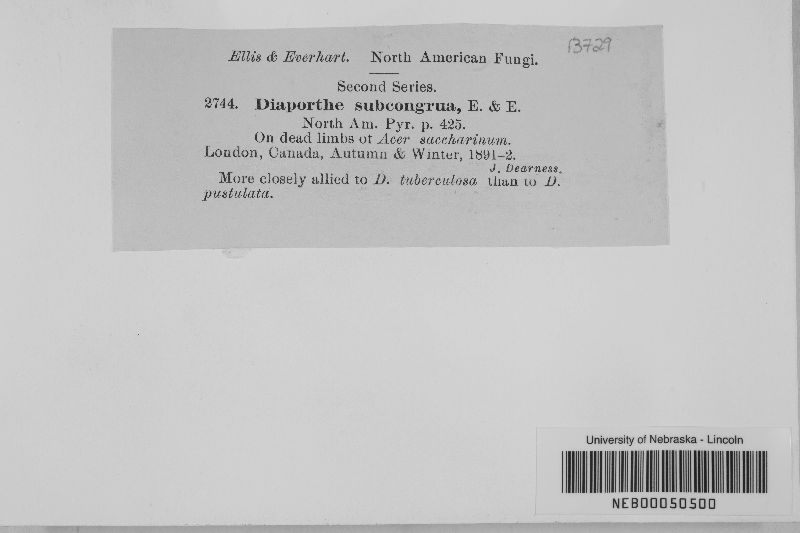 Ellis & Everhart. North American Fungi.
B729
Second Series.
2744. Diaporthe subcongrua, E. & E.
North Am. Pyr. p. 425.
On dead limbs of Acer saccharinum.
London, Canada, Autumn & Winter, 1891-2.
J. Dearness.
More closely allied to D. tuberculosa than to D.
pustulata.
University of Nebraska - Lincoln
NEB00050500